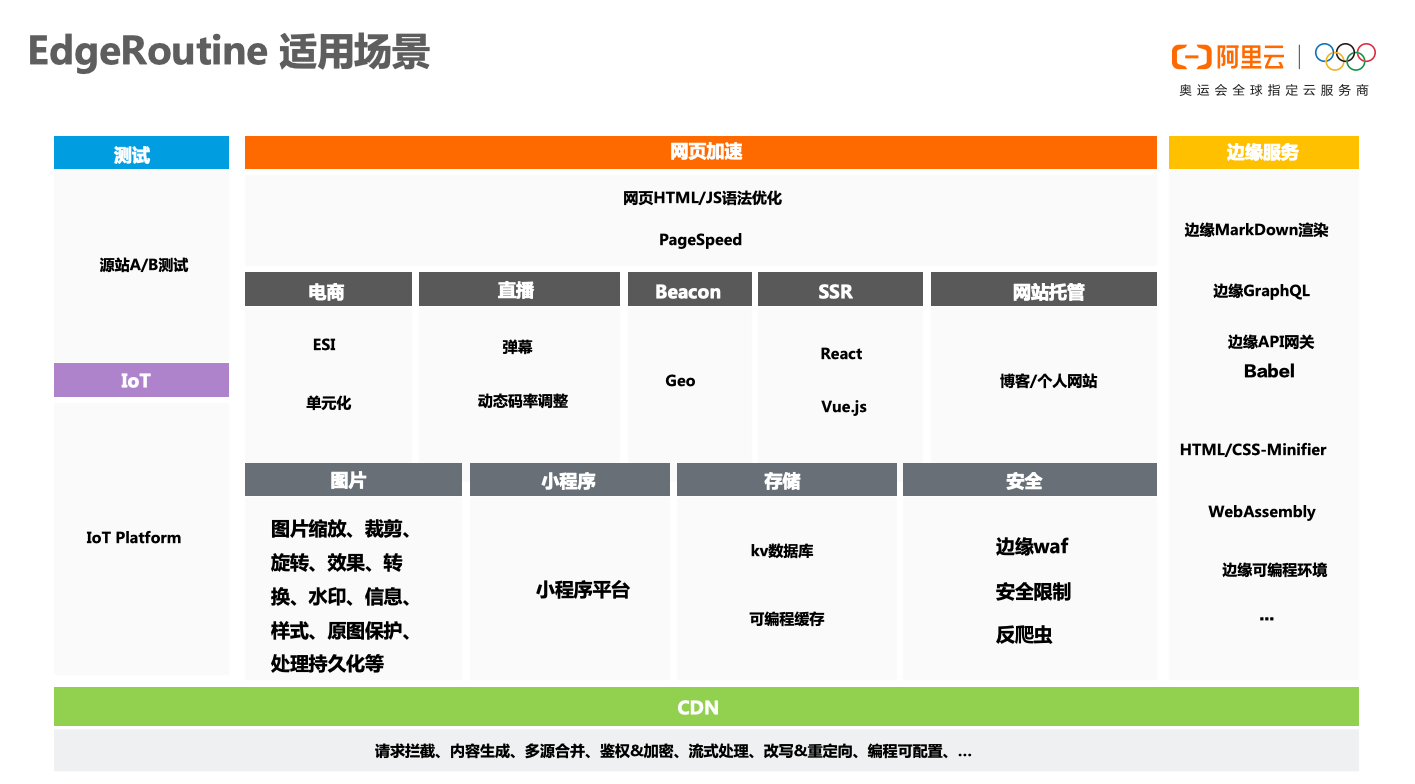 EdgeRoutine 适用场景
阿里云
奥运会全球指定云服务商
测试
源站A/B测试
IoT
IoT Platform
网页加速
网页HTML/JS语法优化
PageSpeed
电商
ESI
单元化
直播
弹幕
动态码率调整
Beacon
Geo
SSR
React
Vue.js
网站托管
博客/个人网站
图片
图片缩放、裁剪、
旋转、效果、转
换、水印、信息、
样式、原图保护、
处理持久化等
小程序
小程序平台
存储
kv数据库
可编程缓存
安全
边缘waf
安全限制
反爬虫
边缘服务
边缘MarkDown渲染
边缘GraphQL
边缘API网关
Babel
HTML/CSS-Minifier
WebAssembly
边缘可编程环境
...
CDN
请求拦截、内容生成、多源合并、鉴权&加密、流式处理、改写&重定向、编程可配置、...